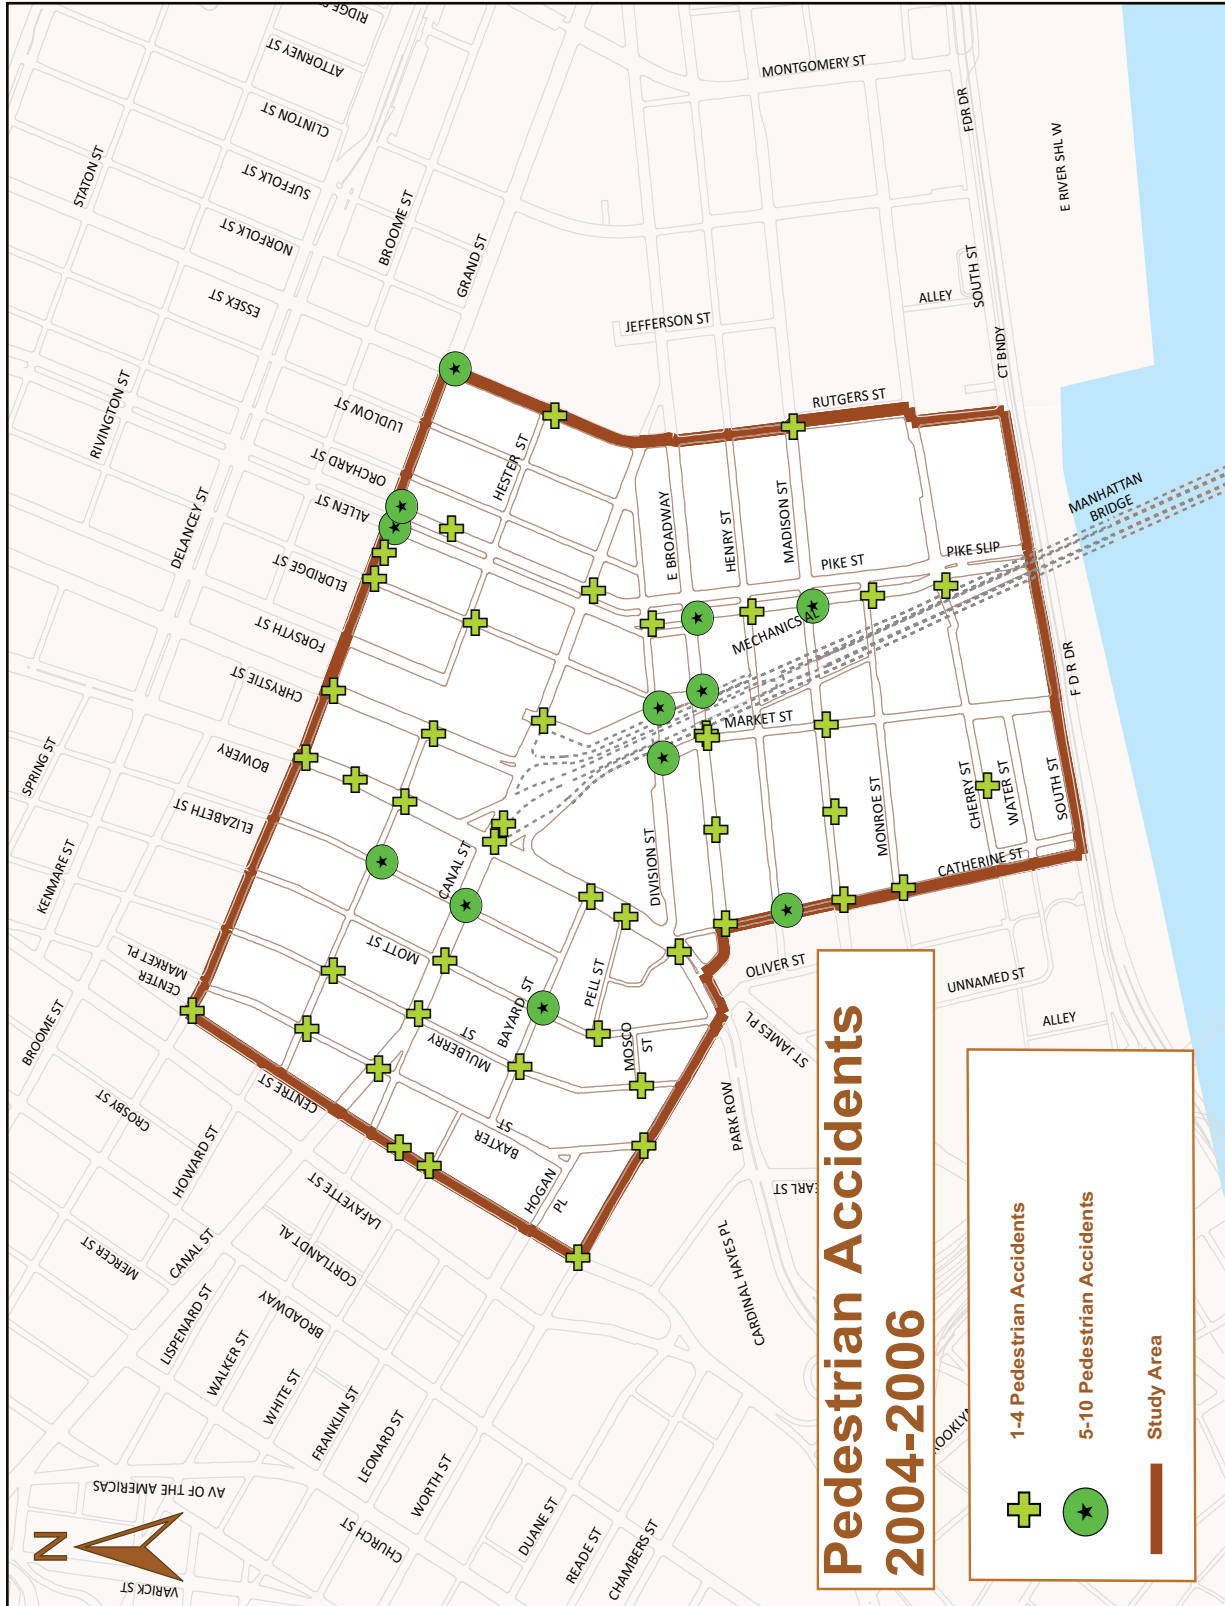 Pedestrian Accidents
2004-2006
1-4 Pedestrian Accidents
5-10 Pedestrian Accidents
Study Area
N
RIDGE
ATTORNEY ST
CLINTON ST
SUFFOLK ST
NORFOLK ST
ESSEX ST
STATON ST
BROOME ST
GRAND ST
RIVINGTON ST
LUDLOW ST
ORCHARD ST
ALLEN ST
DELANCEY ST
ELDRIDGE ST
FORSYTH ST
CHRYSTIE ST
BOWERY
ELIZABETH ST
SPRING ST
KENMARE ST
CENTER
MARKET PL
BROOME ST
CENTRE ST
CROSBY ST
HOWARD ST
LAFAYETTE ST
CORTLANDT AL
BROADWAY
MERCER ST
CANAL ST
LISPENARD ST
WALKER ST
WHITE ST
FRANKLIN ST
LEONARD ST
WORTH ST
CHURCH ST
AV OF THE AMERICAS
VARICK ST
DUANE ST
READE ST
CHAMBERS ST
MONTGOMERY ST
FDR DR
E RIVER SHL W
SOUTH ST
ALLEY
JEFFERSON ST
CT BNDY
RUTGERS ST
HESTER ST
E BROADWAY
HENRY ST
MADISON ST
PIKE ST
PIKE SLIP
MANHATTAN
BRIDGE
MECHANICS AL
MARKET ST
F D R DR
CHERRY ST
WATER ST
SOUTH ST
MONROE ST
CATHERINE ST
DIVISION ST
CANAL ST
MOTT ST
BAYARD ST
PELL ST
MULBERRY
ST
MOSCO
ST
BAXTER
ST
HOGAN
PL
OLIVER ST
ST JAMES PL
UNNAMED ST
ALLEY
PARK ROW
EARL ST
CARDINAL HAYES PL
ROOKLYN